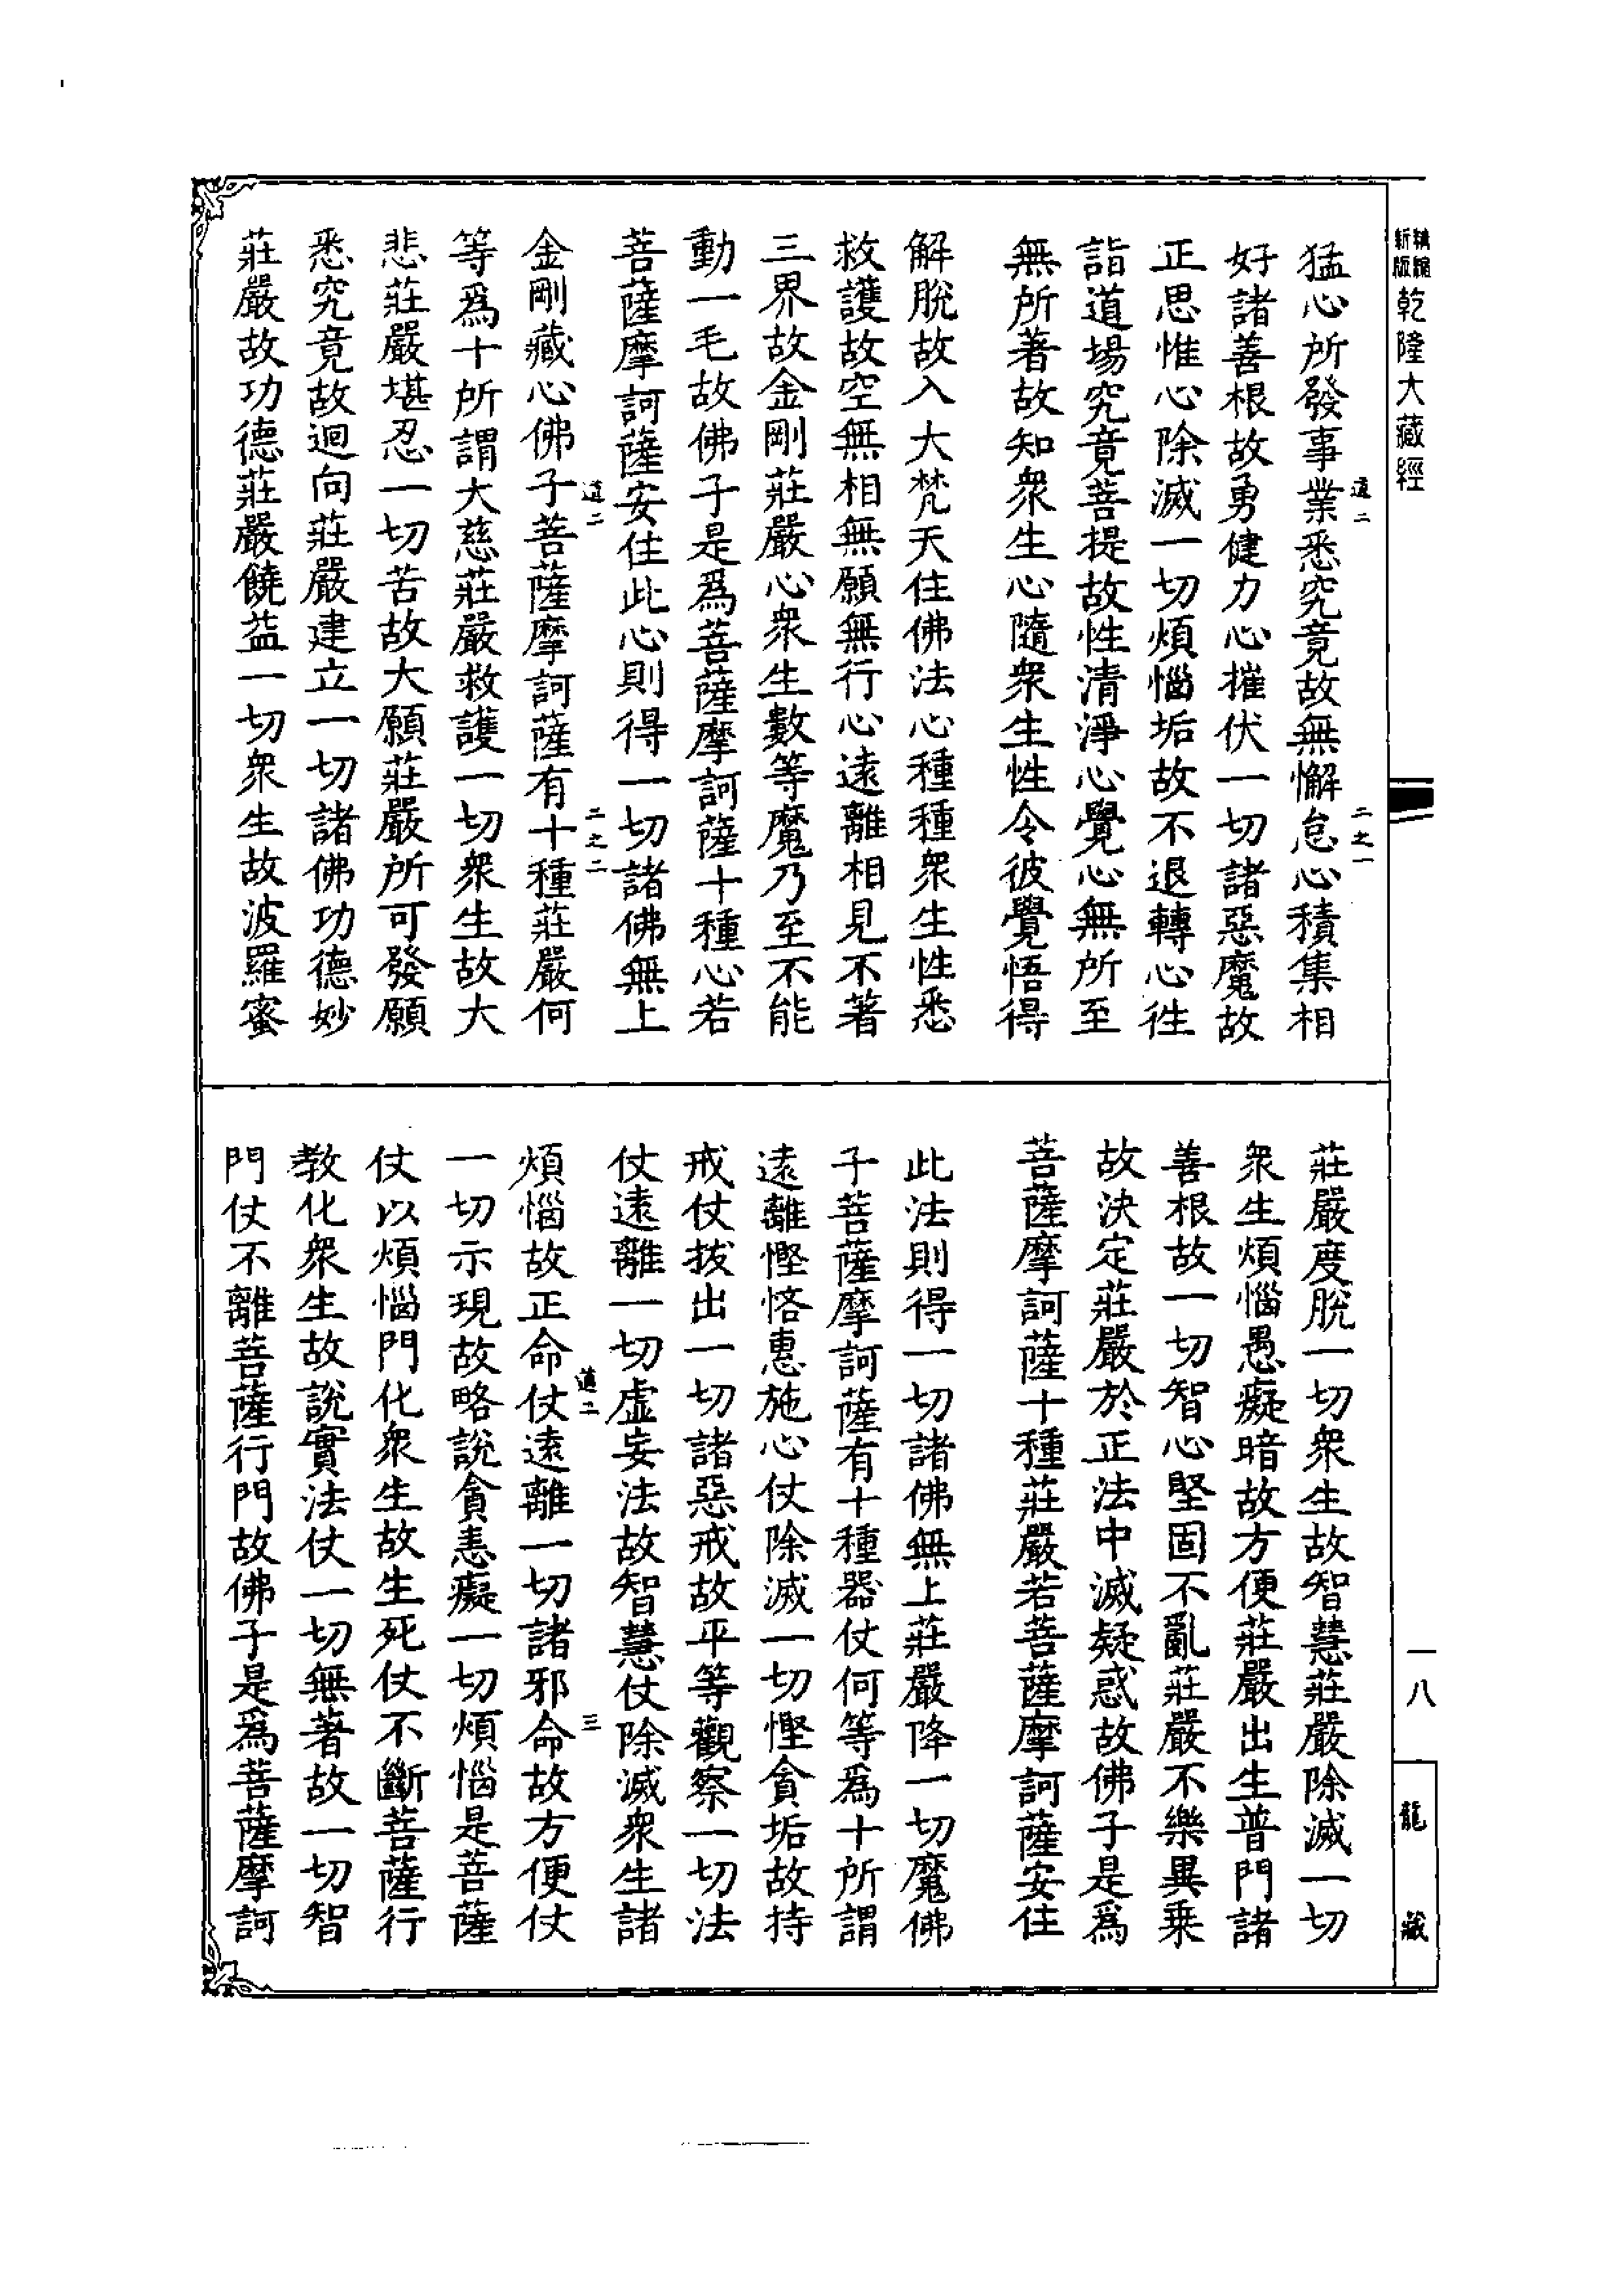 新版精縮乾隆大藏經
猛心所發事業悉究竟故無懈怠心積集相
道二
二之一
好諸善根故勇健力心摧伏一切諸惡魔故
正思惟心除滅一切煩惱垢故不退轉心往
詣道場究竟菩提故性清淨心覺心無所至
無所著故知衆生心隨衆生性令彼覺悟得
解脫故入大梵天住佛法心種種衆生性悉
救護故空無相無願無行心遠離相見不著
三界故金剛莊嚴心衆生數等魔乃至不能
動一毛故佛子是爲菩薩摩訶薩十種心若
菩薩摩訶薩安住此心則得一切諸佛無上
道二
二之二
金剛藏心佛子菩薩摩訶薩有十種莊嚴何
等爲十所謂大慈莊嚴救護一切衆生故大
悲莊嚴堪忍一切苦故大願莊嚴所可發願
悉究竟故迴向莊嚴建立一切諸佛功德妙
莊嚴故功德莊嚴饒益一切衆生故波羅蜜
莊嚴度脫一切衆生故智慧莊嚴除滅一切
衆生煩惱愚癡暗故方便莊嚴出生普門諸
善根故一切智心堅固不亂莊嚴不樂異乗
故決定莊嚴於正法中滅疑惑故佛子是爲
菩薩摩訶薩十種莊嚴若菩薩摩訶薩安住
此法則得一切諸佛無上莊嚴降一切魔佛
子菩薩摩訶薩有十種器仗何等爲十所謂
遠離慳悋惠施心仗除滅一切慳貪垢故持
戒仗拔出一切諸惡戒故平等觀察一切法
仗遠離一切虛妄法故智慧仗除滅衆生諸
道二
三
煩惱故正命仗遠離一切諸邪命故方便仗
一切示現故略說貪恚癡一切煩惱是菩薩
仗以煩惱門化衆生故生死仗不斷菩薩行
教化衆生故說實法仗一切無著故一切智
門仗不離菩薩行門故佛子是爲菩薩摩訶
一八
龍藏